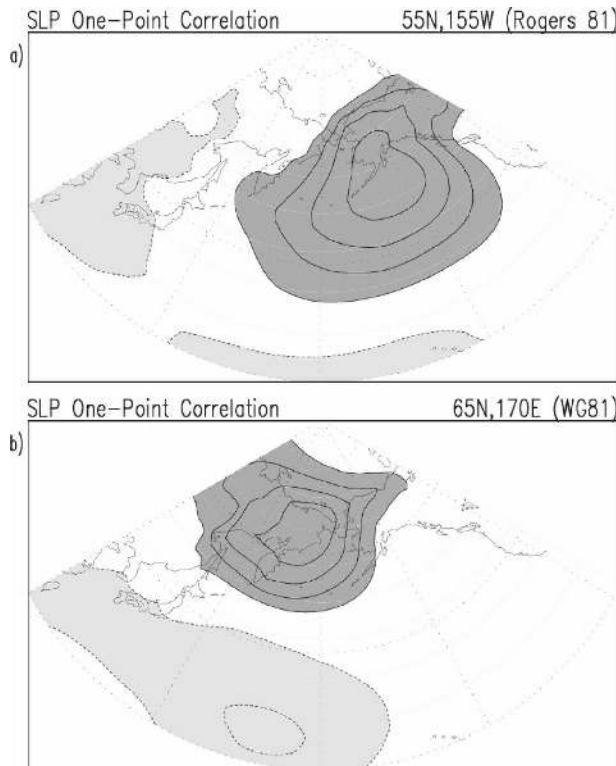 SLP One-Point Correlation 55N,155W (Rogers 81)
a)
SLP One-Point Correlation 65N,170E (WG81)
b)